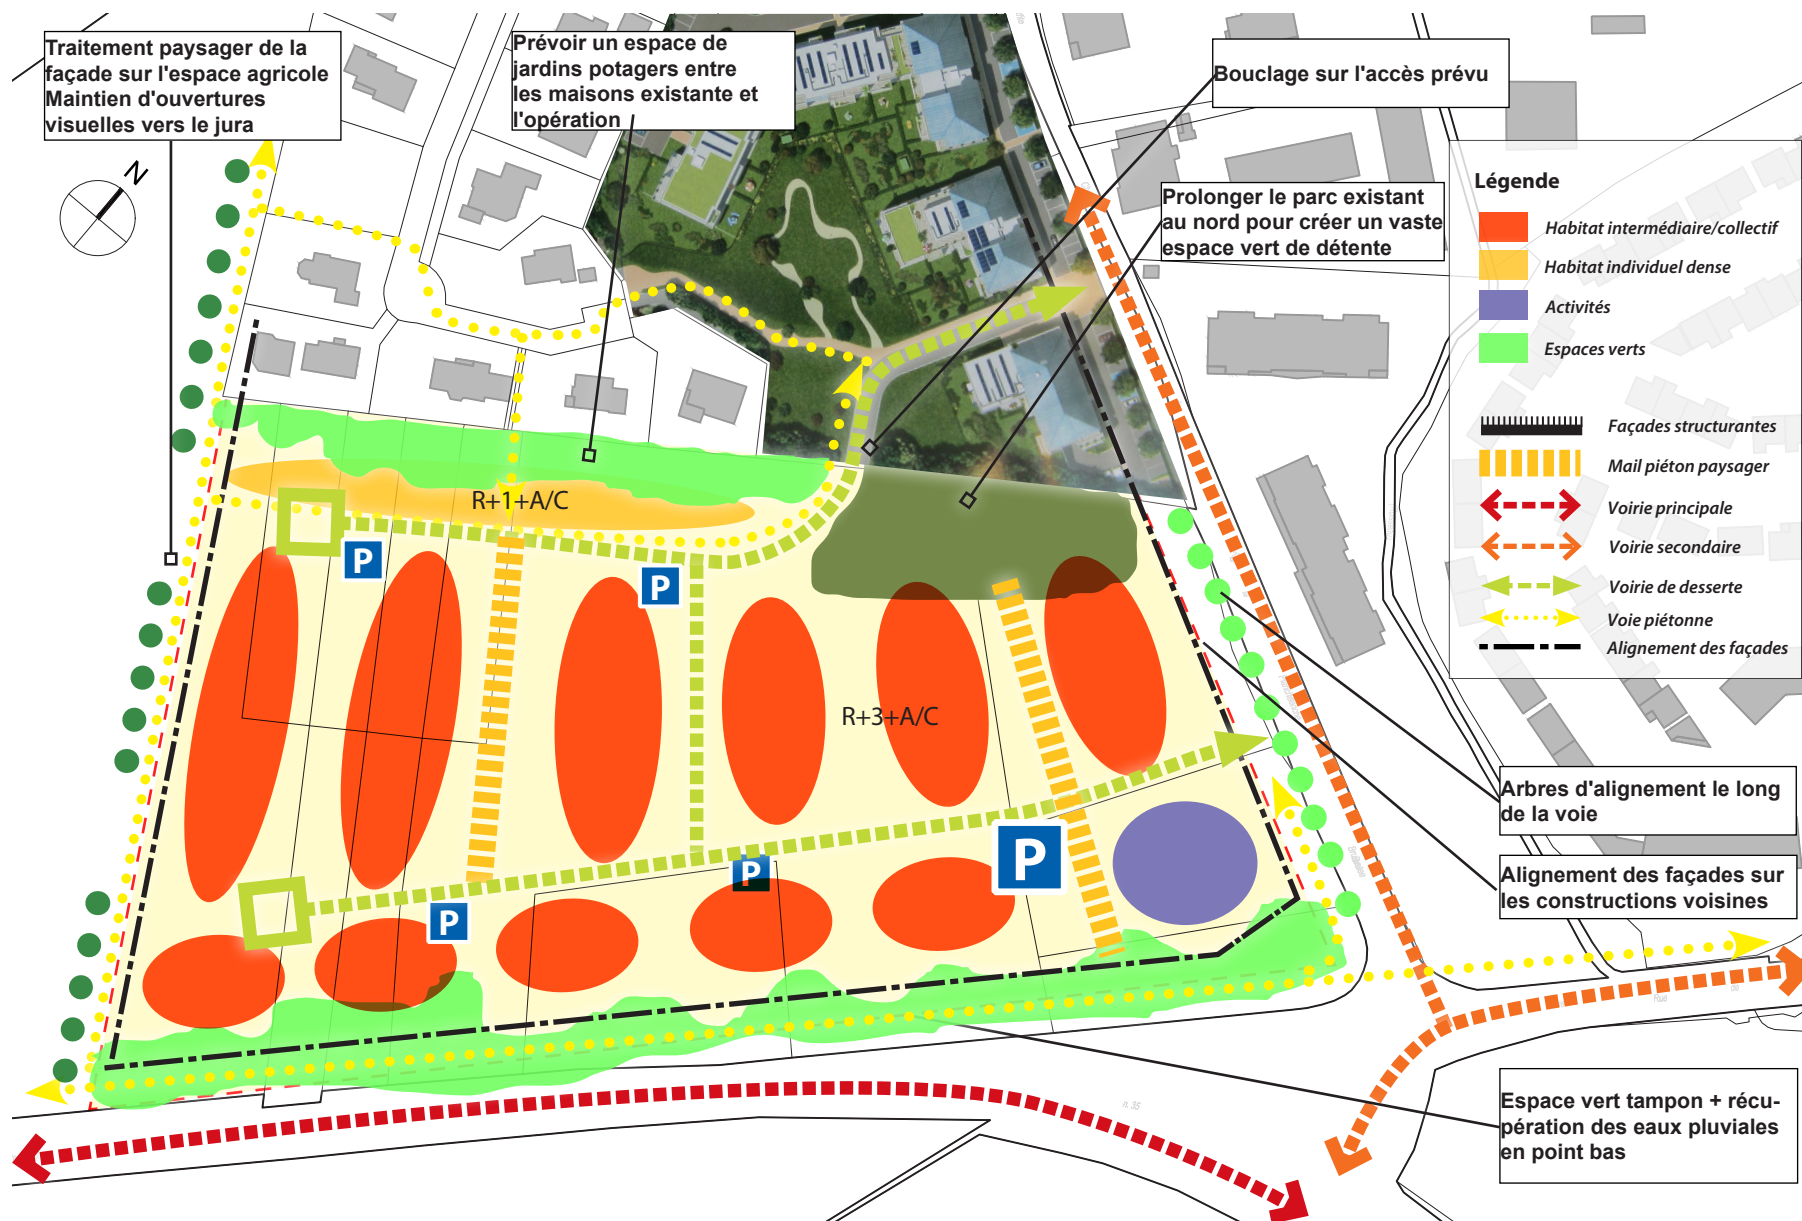 Traitement paysager de la
façade sur l'espace agricole
Maintien d'ouvertures
visuelles vers le jura
Prévoir un espace de
jardins potagers entre
les maisons existante et
l'opération
Bouclage sur l'accès prévu
Prolonger le parc existant
au nord pour créer un vaste
espace vert de détente
N
Légende
Habitat intermédiaire/collectif
Habitat individuel dense
Activités
Espaces verts
Façades structurantes
Mail piéton paysager
Voirie principale
Voirie secondaire
Voirie de desserte
Voie piétonne
Alignement des façades
R+1+A/C
P
P
R+3+A/C
P
P
P
Arbres d'alignement le long
de la voie
Alignement des façades sur
les constructions voisines
Espace vert tampon + récu-
pération des eaux pluviales
en point bas
Rue
n. 35